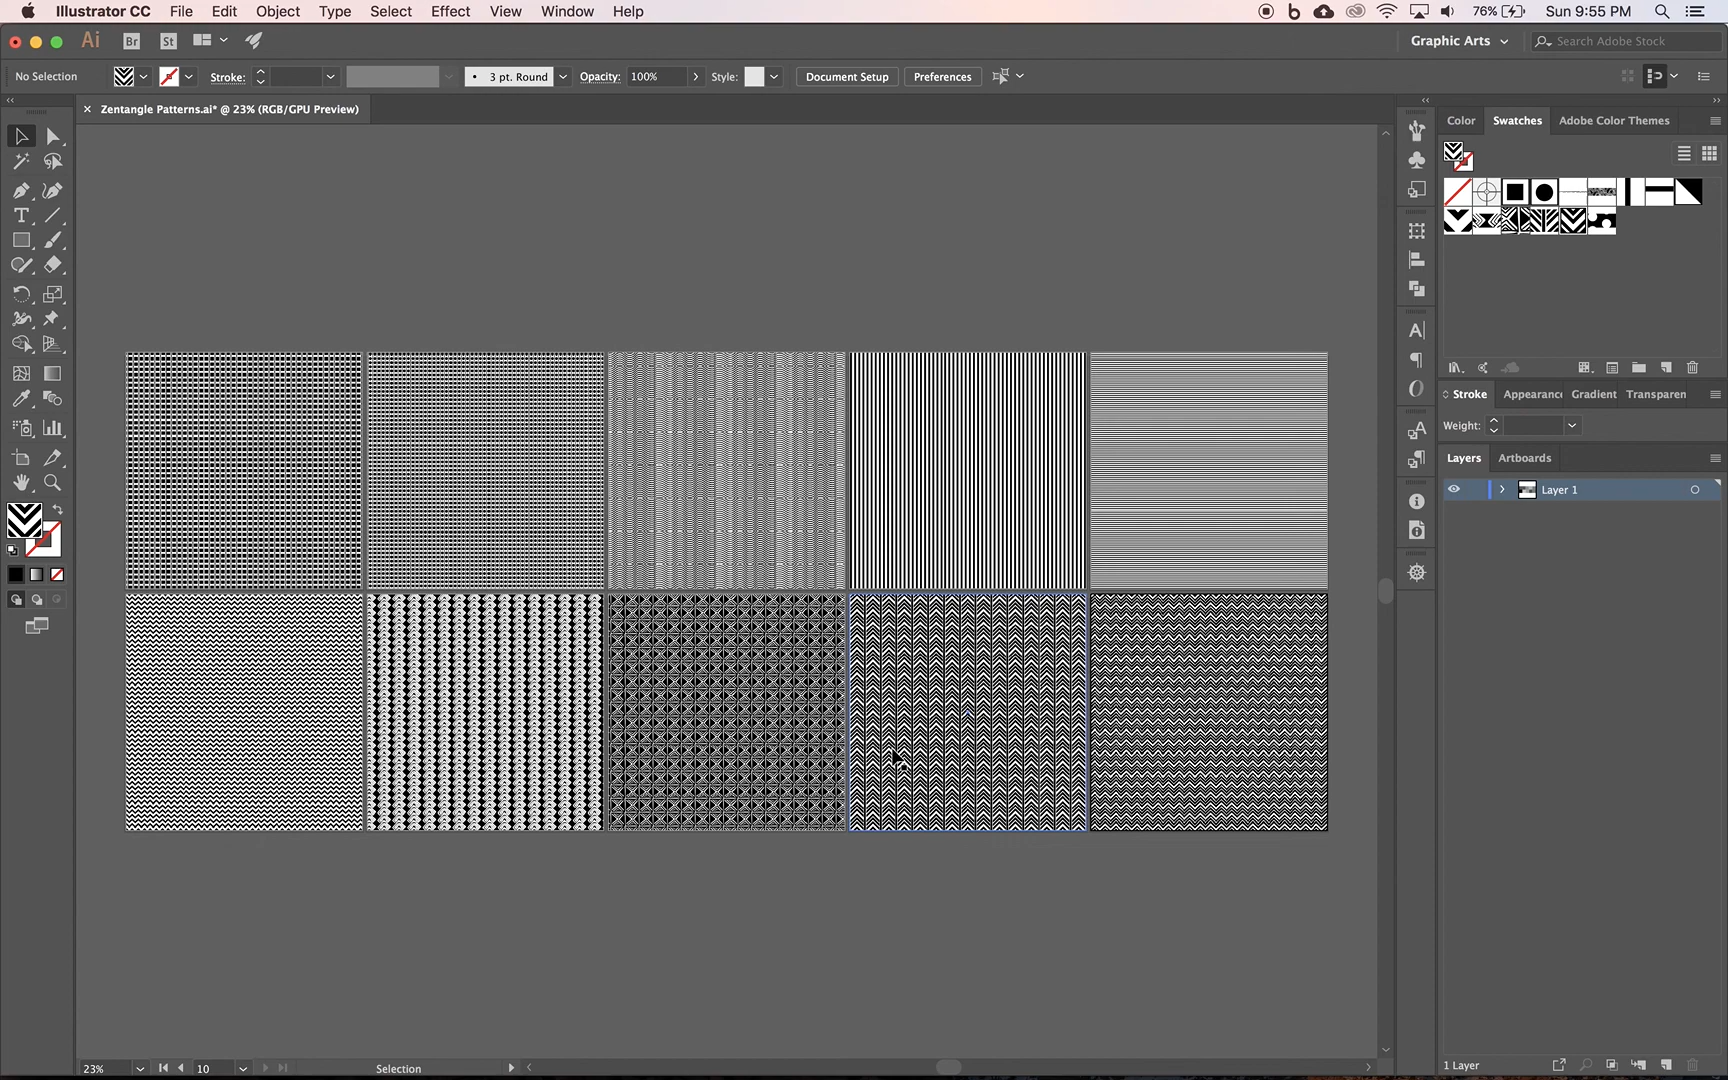 Illustrator CC File Edit Object Type Select Effect View Window Help
76% Sun 9:55 PM
Ai Br St
Graphic Arts
Search Adobe Stock
No Selection
Stroke:
3 pt. Round
Opacity: 100%
Style:
Document Setup
Preferences
Zentangle Patterns.ai* @ 23% (RGB/GPU Preview)
Color Swatches Adobe Color Themes
Stroke Appearance Gradient Transparen
Weight:
Layers Artboards
Layer 1
23%
10
Selection
1 Layer